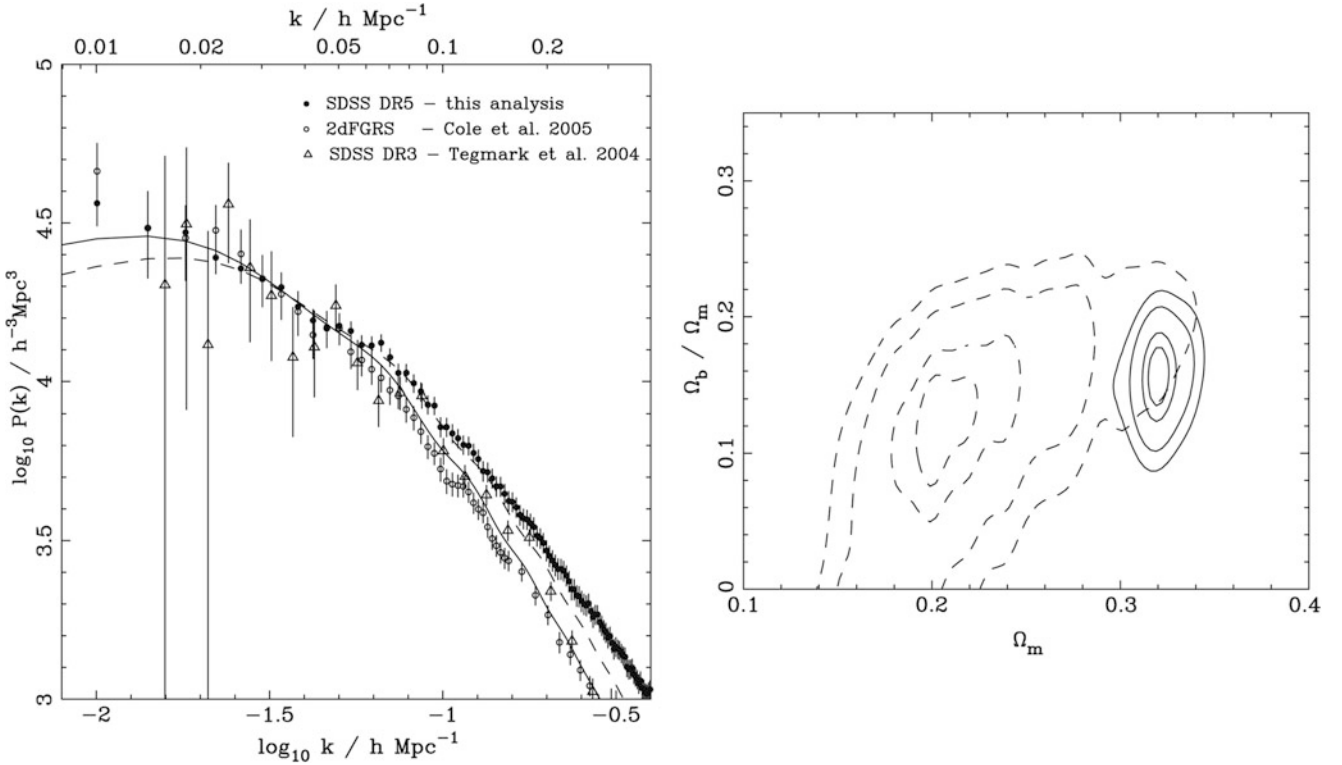 k / h Mpc⁻¹
0.01 0.02 0.05 0.1 0.2
5
4.5
4
3.5
3
log₁₀ P(k) / h⁻³Mpc³
SDSS DR5 – this analysis
2dFGRS – Cole et al. 2005
SDSS DR3 – Tegmark et al. 2004
−2 −1.5 −1 −0.5
log₁₀ k / h Mpc⁻¹
0.3
0.2
0.1
0
Ω_b / Ω_m
0.1 0.2 0.3 0.4
Ω_m